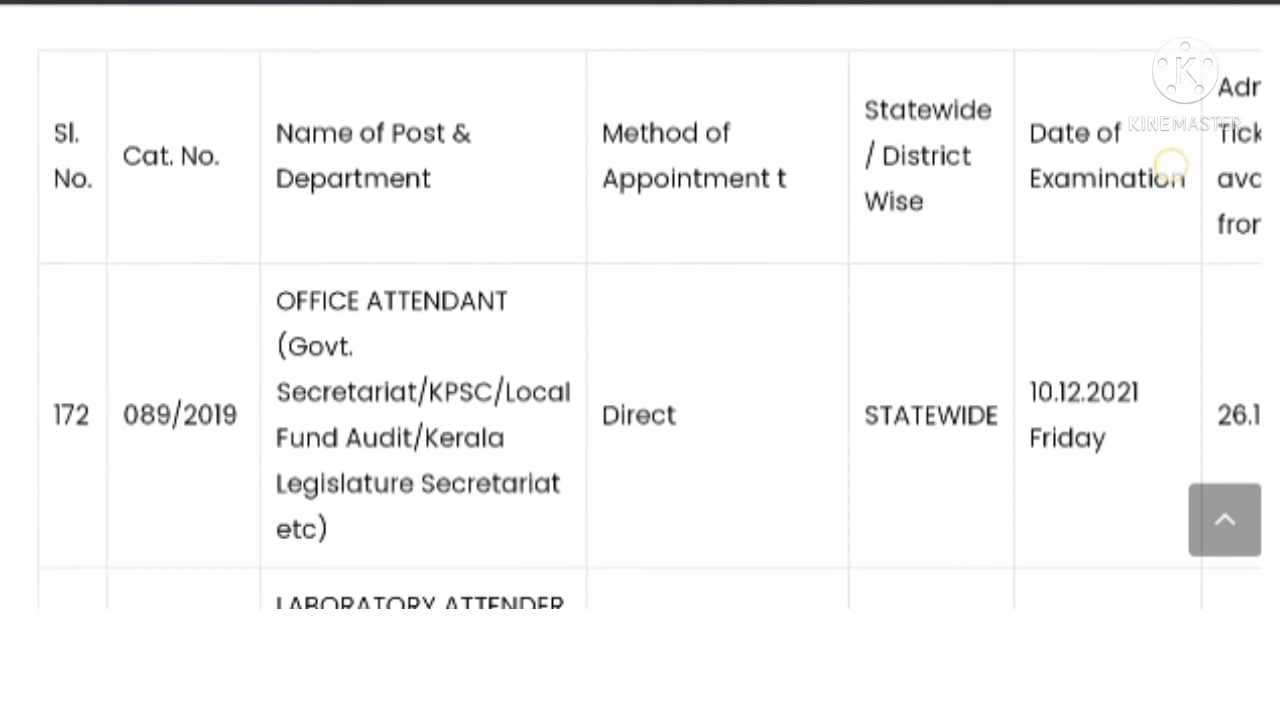 Sl.
No.
Cat. No.
Name of Post &
Department
Method of
Appointment t
Statewide
/ District
Wise
Date of
Examination
KINEMASTER
172
089/2019
OFFICE ATTENDANT
(Govt.
Secretariat/KPSC/Local
Fund Audit/Kerala
Legislature Secretariat
etc)
Direct
STATEWIDE
10.12.2021
Friday
26.1
LABORATORY ATTENDER